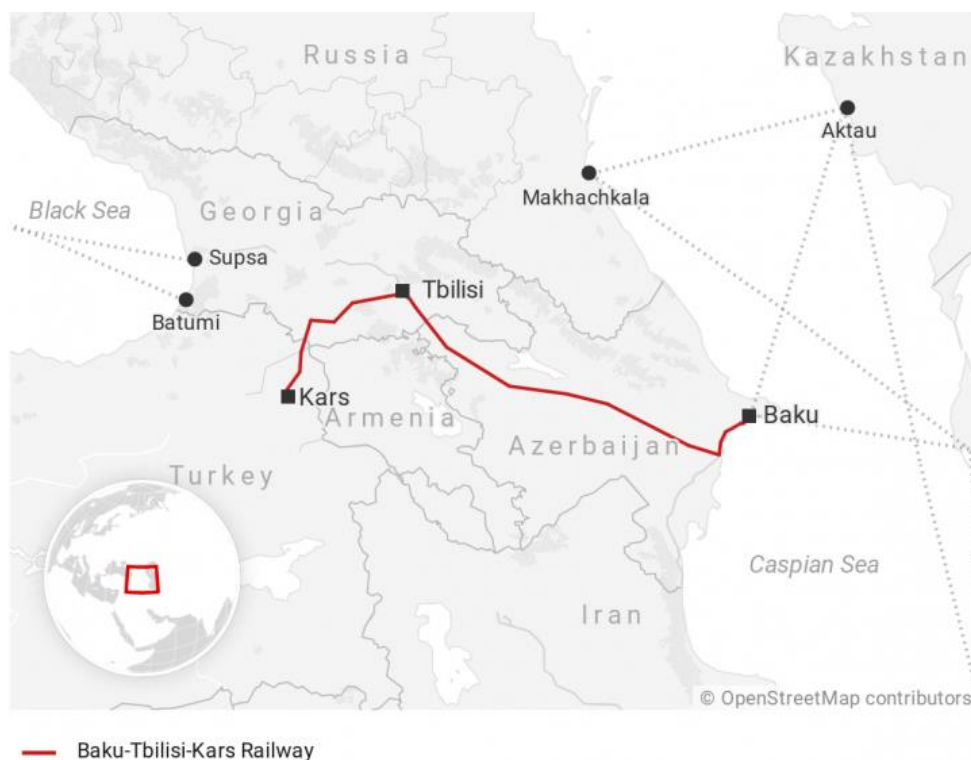 Russia
Kazakhstan
Aktau
Makhachkala
Black Sea
Georgia
Supsa
Tbilisi
Batumi
Kars
Armenia
Baku
Azerbaijan
Turkey
Caspian Sea
Iran
© OpenStreetMap contributors
Baku-Tbilisi-Kars Railway